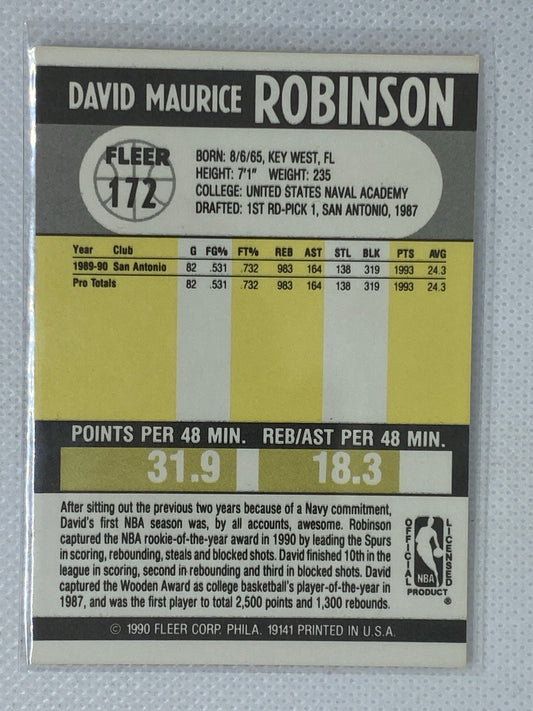 DAVID MAURICE ROBINSON
FLEER
172
BORN: 8/6/65, KEY WEST, FL
HEIGHT: 7'1" WEIGHT: 235
COLLEGE: UNITED STATES NAVAL ACADEMY
DRAFTED: 1ST RD-PICK 1, SAN ANTONIO, 1987
Year Club G FG% FT% REB AST STL BLK PTS AVG
1989-90 San Antonio 82 .531 .732 983 164 138 319 1993 24.3
Pro Totals 82 .531 .732 983 164 138 319 1993 24.3
POINTS PER 48 MIN. REB/AST PER 48 MIN.
31.9 18.3
After sitting out the previous two years because of a Navy commitment,
David's first NBA season was, by all accounts, awesome. Robinson
captured the NBA rookie-of-the-year award in 1990 by leading the Spurs
in scoring, rebounding, steals and blocked shots. David finished 10th in the
league in scoring, second in rebounding and third in blocked shots. David
captured the Wooden Award as college basketball's player-of-the-year in
1987, and was the first player to total 2,500 points and 1,300 rebounds.
OFFICIAL
LICENSED
NBA
PRODUCT
®
© 1990 FLEER CORP. PHILA. 19141 PRINTED IN U.S.A.